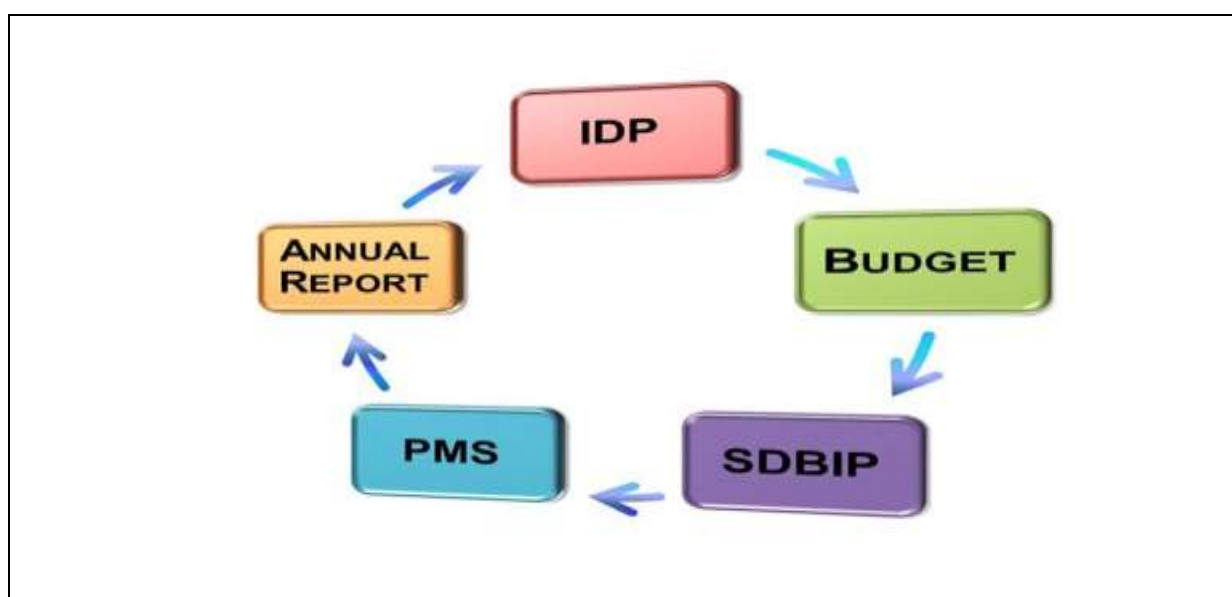 IDP
BUDGET
SDBIP
PMS
ANNUAL
REPORT